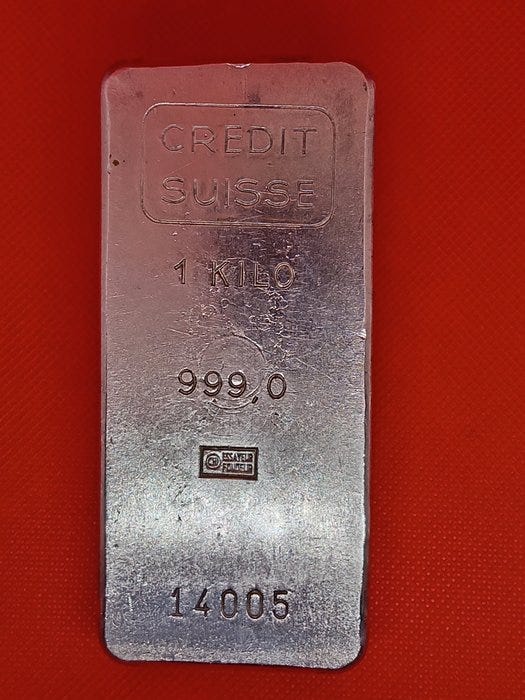 CREDIT
SUISSE
1 KILO
999,0
ESSAYEUR
FONDEUR
14005